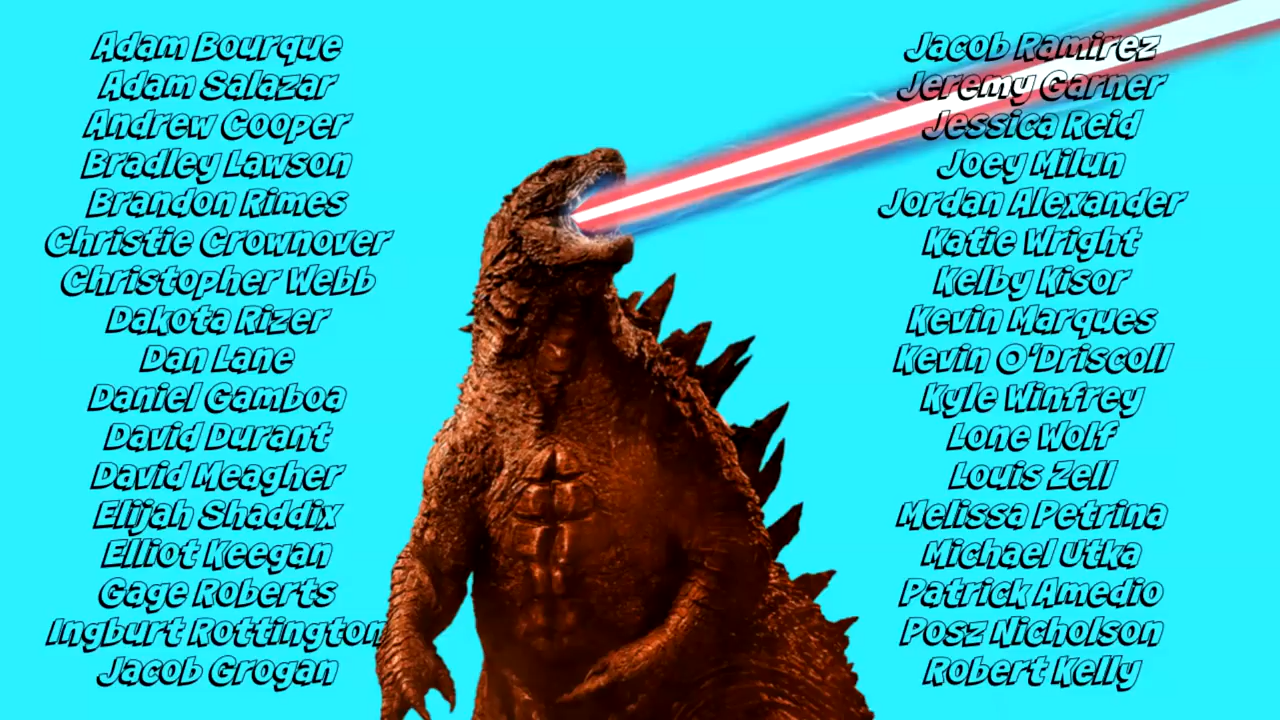 Adam Bourque
Adam Salazar
Andrew Cooper
Bradley Lawson
Brandon Rimes
Christie Crownover
Christopher Webb
Dakota Rizer
Dan Lane
Daniel Gamboa
David Durant
David Meagher
Elijah Shaddix
Elliot Keegan
Gage Roberts
Ingburt Rottington
Jacob Grogan
Jacob Ramirez
Jeremy Garner
Jessica Reid
Joey Milun
Jordan Alexander
Katie Wright
Kelby Kisor
Kevin Marques
Kevin O'Driscoll
Kyle Winfrey
Lone Wolf
Louis Zell
Melissa Petrina
Michael Utka
Patrick Amedio
Posz Nicholson
Robert Kelly